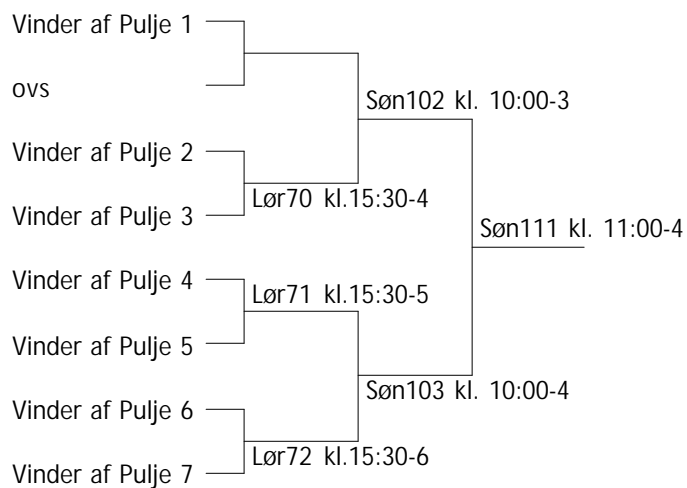 Vinder af Pulje 1
ovs
Søn102 kl. 10:00-3
Vinder af Pulje 2
Lør70 kl.15:30-4
Vinder af Pulje 3
Søn111 kl. 11:00-4
Vinder af Pulje 4
Lør71 kl.15:30-5
Vinder af Pulje 5
Søn103 kl. 10:00-4
Vinder af Pulje 6
Lør72 kl.15:30-6
Vinder af Pulje 7